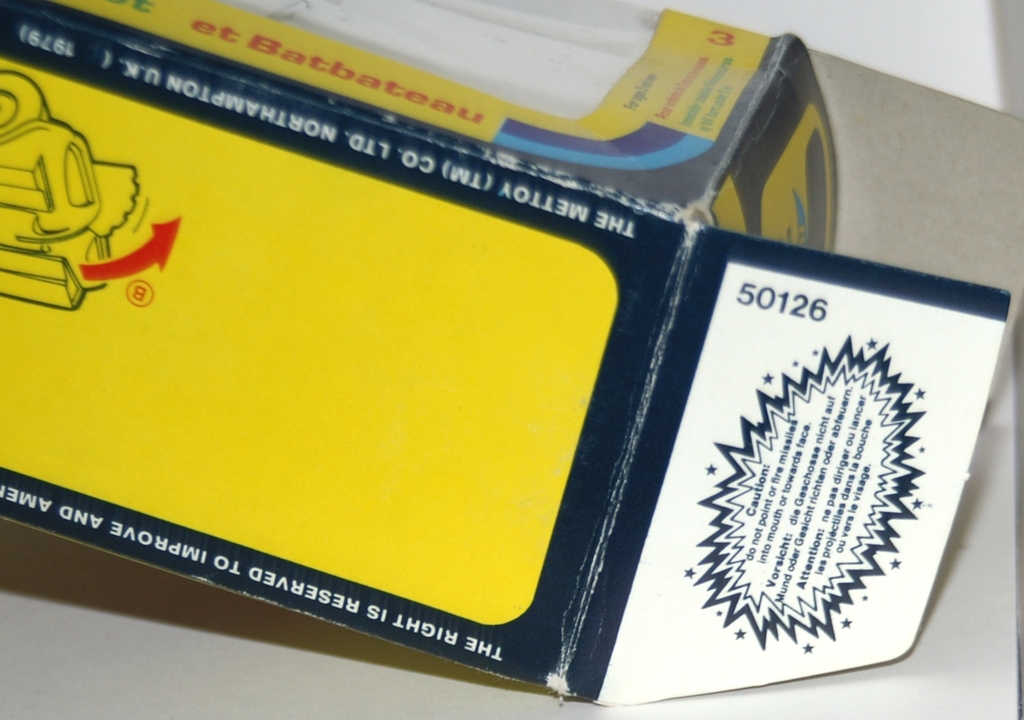 ot
et Batbateau
3
THE METTOY (TM) CO. LTD. NORTHAMPTON U.K. ( 1979)
B
THE RIGHT IS RESERVED TO IMPROVE AND AMEN
50126
Caution:
do not point or fire missiles
into mouth or towards face.
Vorsicht: die Geschosse nicht auf
Mund oder Gesicht richten oder abfeuern.
Attention: ne pas diriger ou lancer
les projéctiles dans la bouche
ou vers le visage.